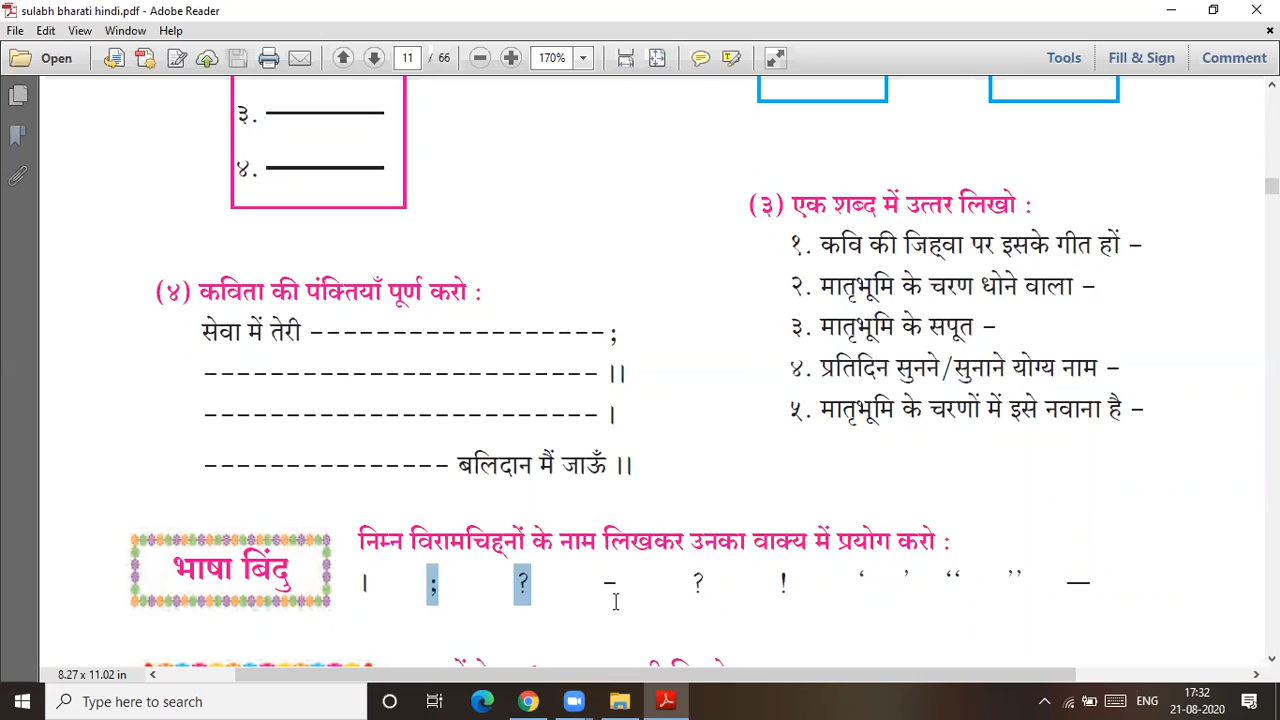 sulabh bharati hindi.pdf - Adobe Reader
File Edit View Window Help
Open 11 / 66 170% Tools Fill & Sign Comment
३.
४.
(३) एक शब्द में उत्तर लिखो :
१. कवि की जिह्वा पर इसके गीत हों -
२. मातृभूमि के चरण धोने वाला -
३. मातृभूमि के सपूत -
४. प्रतिदिन सुनने/सुनाने योग्य नाम -
५. मातृभूमि के चरणों में इसे नवाना है -
(४) कविता की पंक्तियाँ पूर्ण करो :
सेवा में तेरी ------------------ ;
------------------------ ।।
------------------------ ।
--------------- बलिदान मैं जाऊँ ।।
भाषा बिंदु
निम्न विरामचिह्नों के नाम लिखकर उनका वाक्य में प्रयोग करो :
। ; ? - ? ! ‘ ’ “ ” —
8.27 x 11.02 in
Type here to search
ENG
17:32
21-08-2020